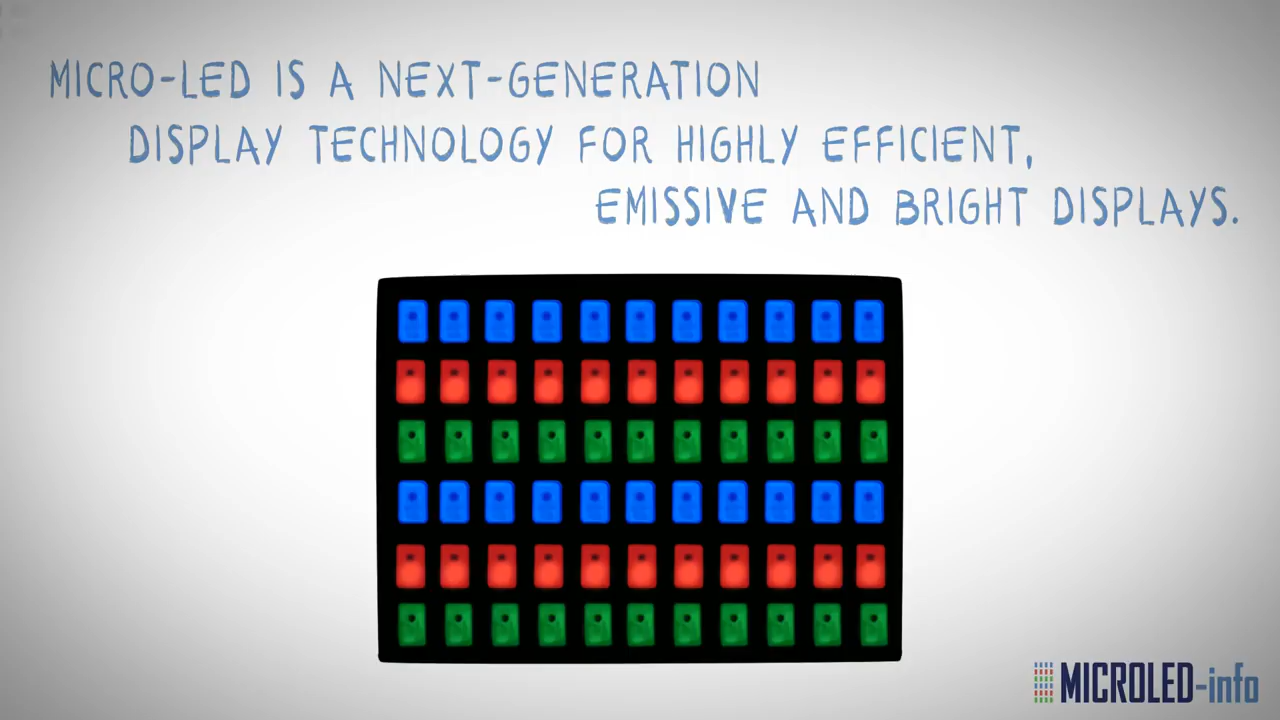 MICRO-LED IS A NEXT-GENERATION
DISPLAY TECHNOLOGY FOR HIGHLY EFFICIENT,
EMISSIVE AND BRIGHT DISPLAYS.
MICROLED-info